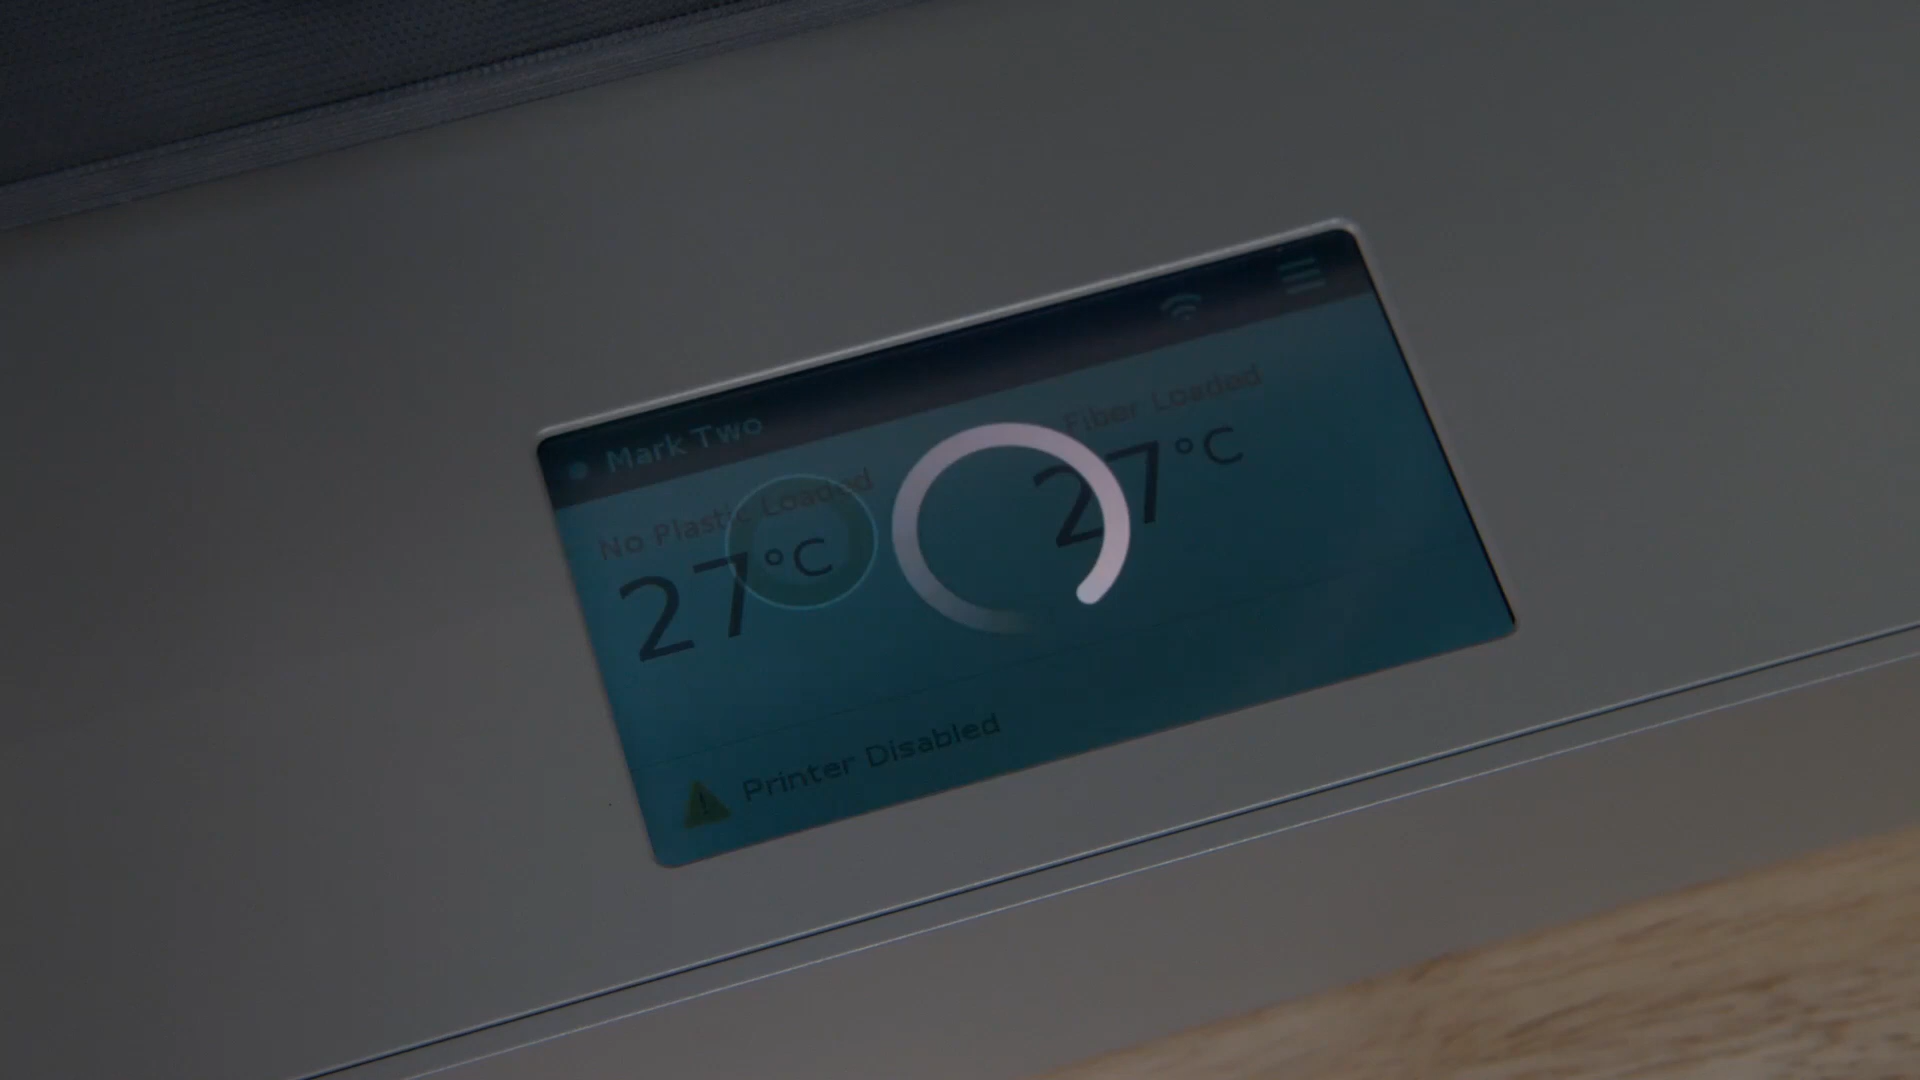 Mark Two
No Plastic Loaded
Fiber Loaded
27°C
27°C
Printer Disabled